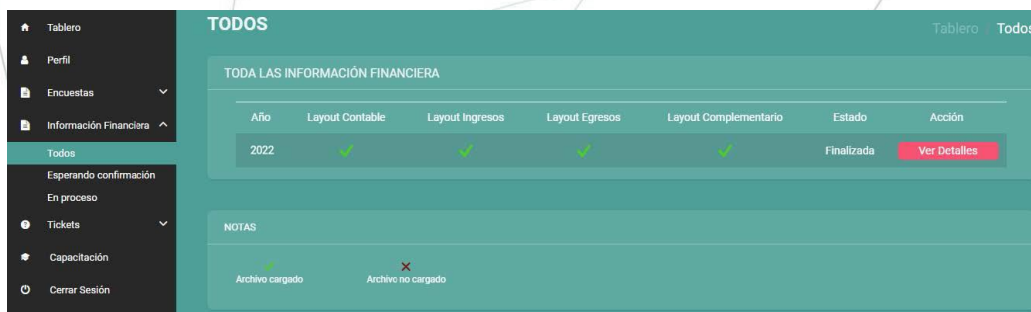 Tablero
Perfil
Encuestas
Información Financiera
Todos
Esperando confirmación
En proceso
Tickets
Capacitación
Cerrar Sesión
TODOS
Tablero
Todos
TODA LAS INFORMACIÓN FINANCIERA
Año Layout Contable Layout Ingresos Layout Egresos Layout Complementario Estado Acción
2022 Finalizada Ver Detalles
NOTAS
Archivo cargado Archivo no cargado